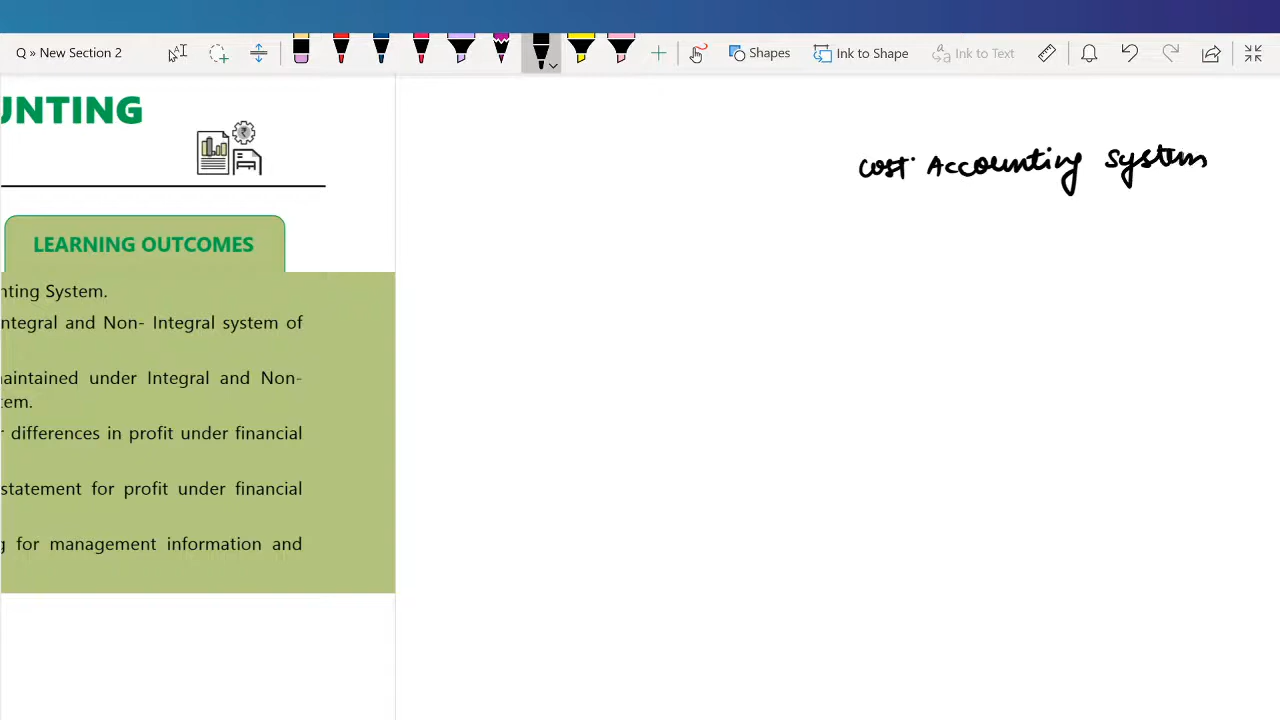 Q » New Section 2
Shapes
Ink to Shape
Ink to Text
UNTING
Cost Accounting System
LEARNING OUTCOMES
nting System.
ntegral and Non- Integral system of
aintained under Integral and Non-
tem.
r differences in profit under financial
statement for profit under financial
g for management information and